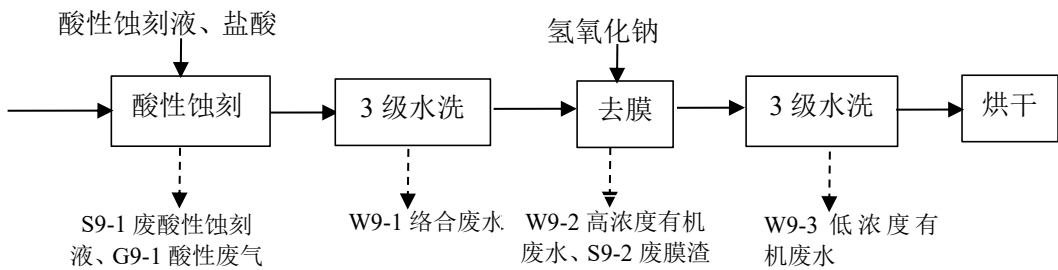 酸性蚀刻液、盐酸
氢氧化钠
酸性蚀刻
3 级水洗
去膜
3 级水洗
烘干
S9-1 废酸性蚀刻
液、G9-1 酸性废气
W9-1 络合废水
W9-2 高浓度有机
废水、S9-2 废膜渣
W9-3 低浓度有
机废水